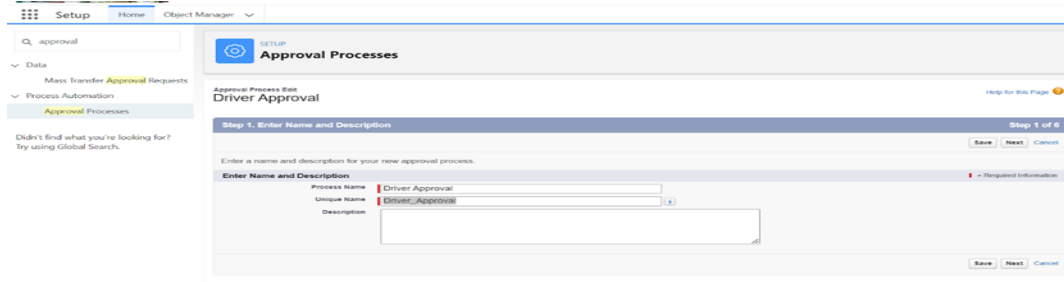 Setup Home Object Manager
approval
Data
Mass Transfer Approval Requests
Process Automation
Approval Processes
Didn't find what you're looking for?
Try using Global Search.
SETUP
Approval Processes
Approval Process Edit
Driver Approval
Help for this Page
Step 1. Enter Name and Description Step 1 of 6
Save Next Cancel
Enter a name and description for your new approval process.
Enter Name and Description = Required Information
Process Name Driver Approval
Unique Name Driver_Approval i
Description
Save Next Cancel